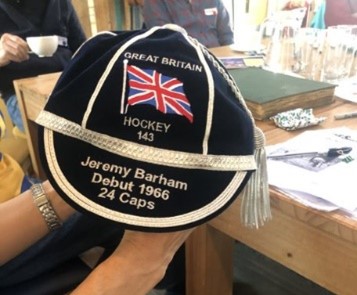 GREAT BRITAIN
HOCKEY
143
Jeremy Barham
Debut 1966
24 Caps